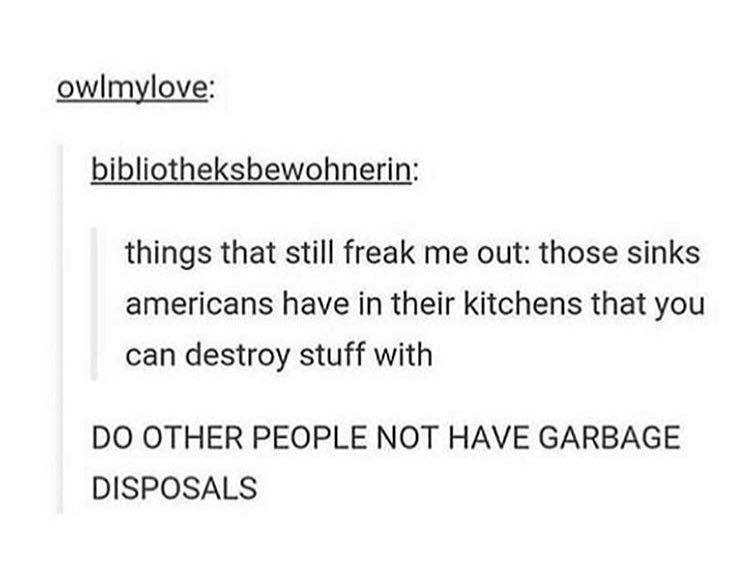 owlmylove:
bibliotheksbewohnerin:
things that still freak me out: those sinks
americans have in their kitchens that you
can destroy stuff with
DO OTHER PEOPLE NOT HAVE GARBAGE
DISPOSALS